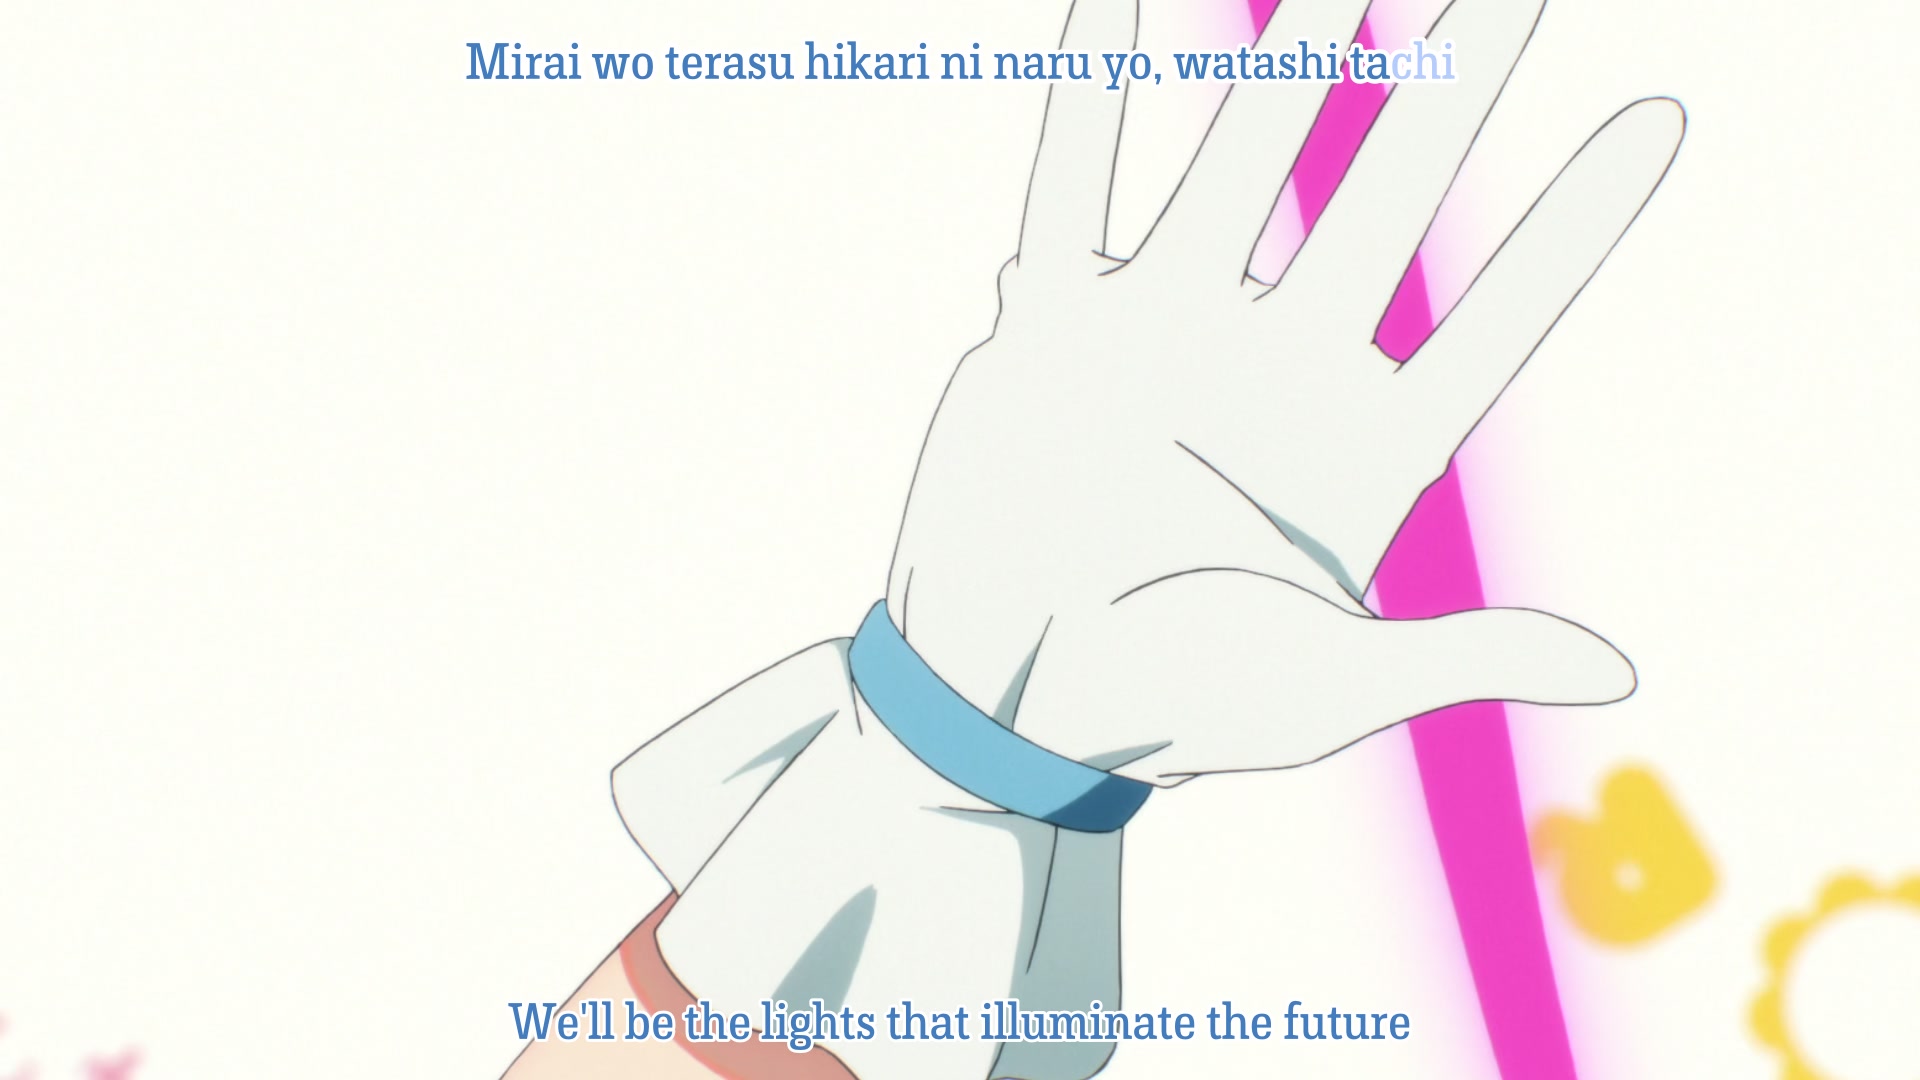 Mirai wo terasu hikari ni naru yo, watashi tachi
We'll be the lights that illuminate the future